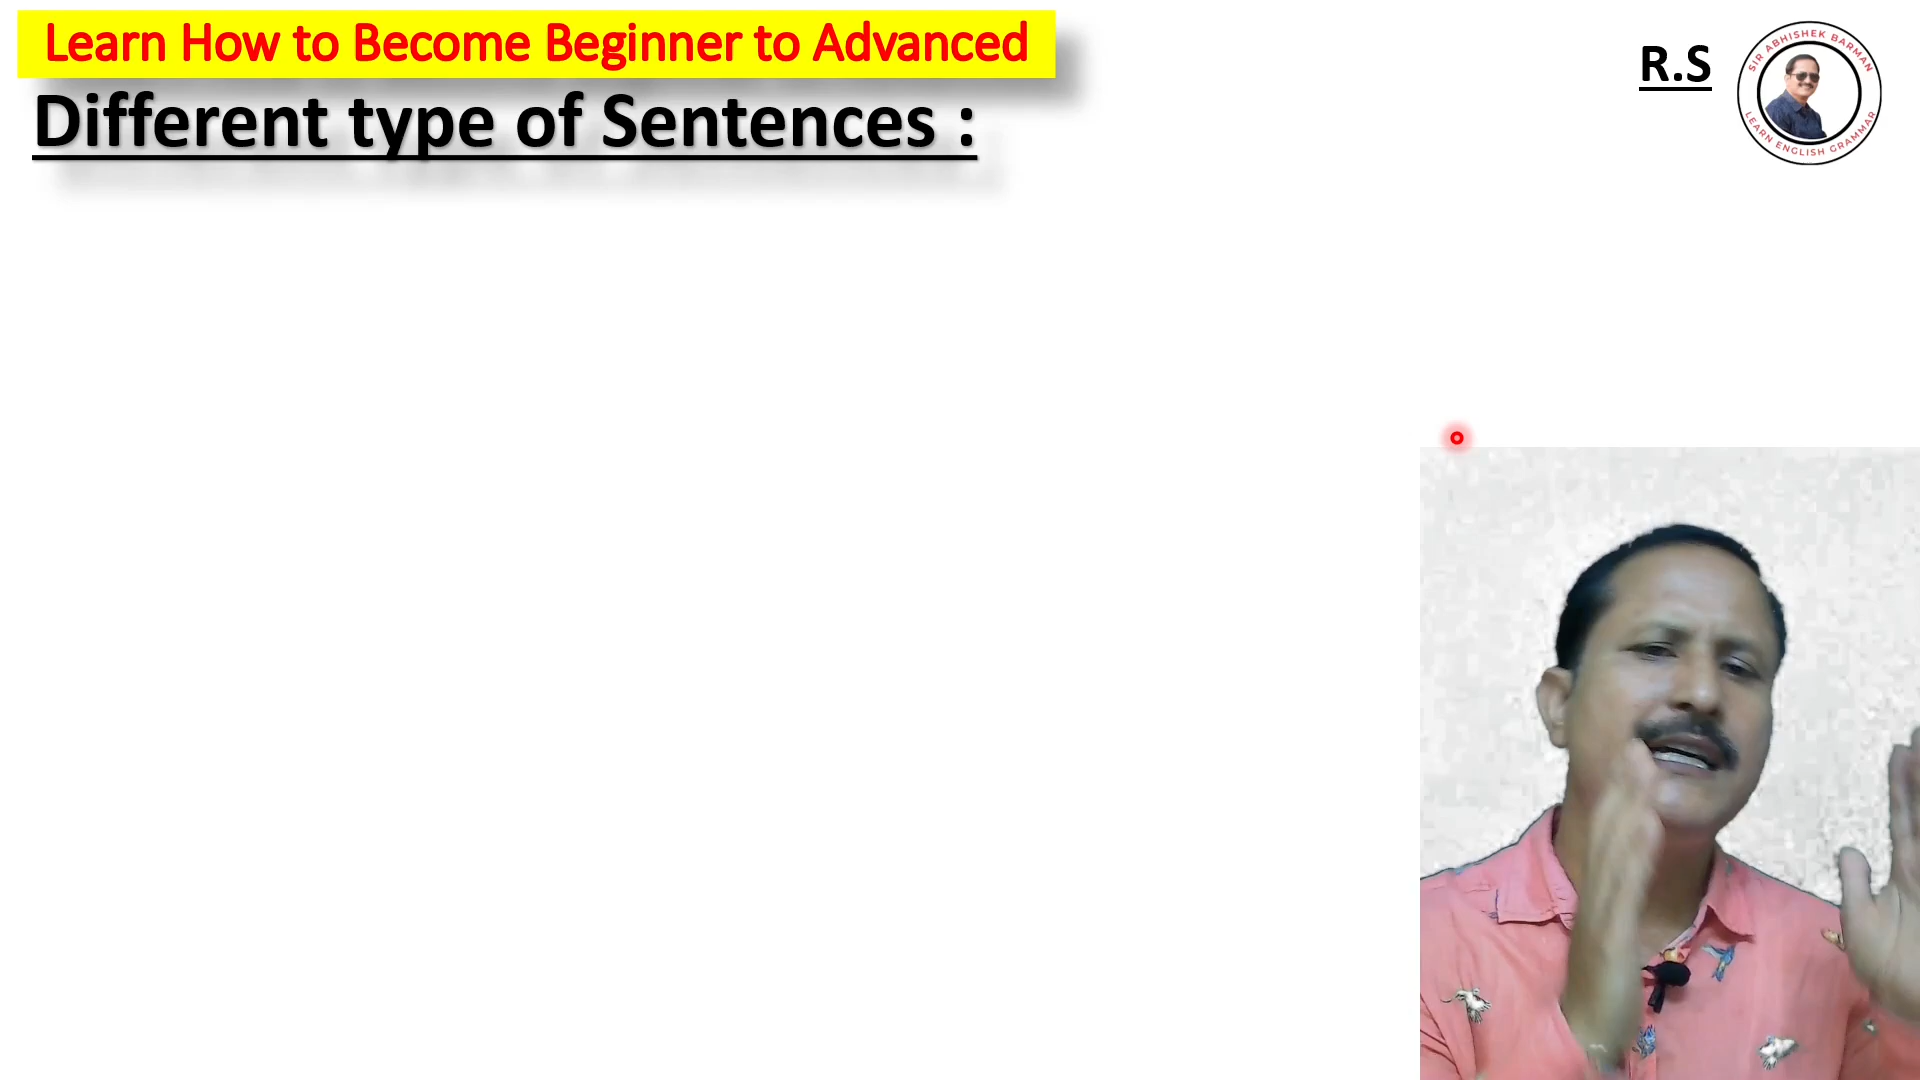 Learn How to Become Beginner to Advanced
Different type of Sentences :
R.S
SIR ABHISHEK BARMAN
LEARN ENGLISH GRAMMAR